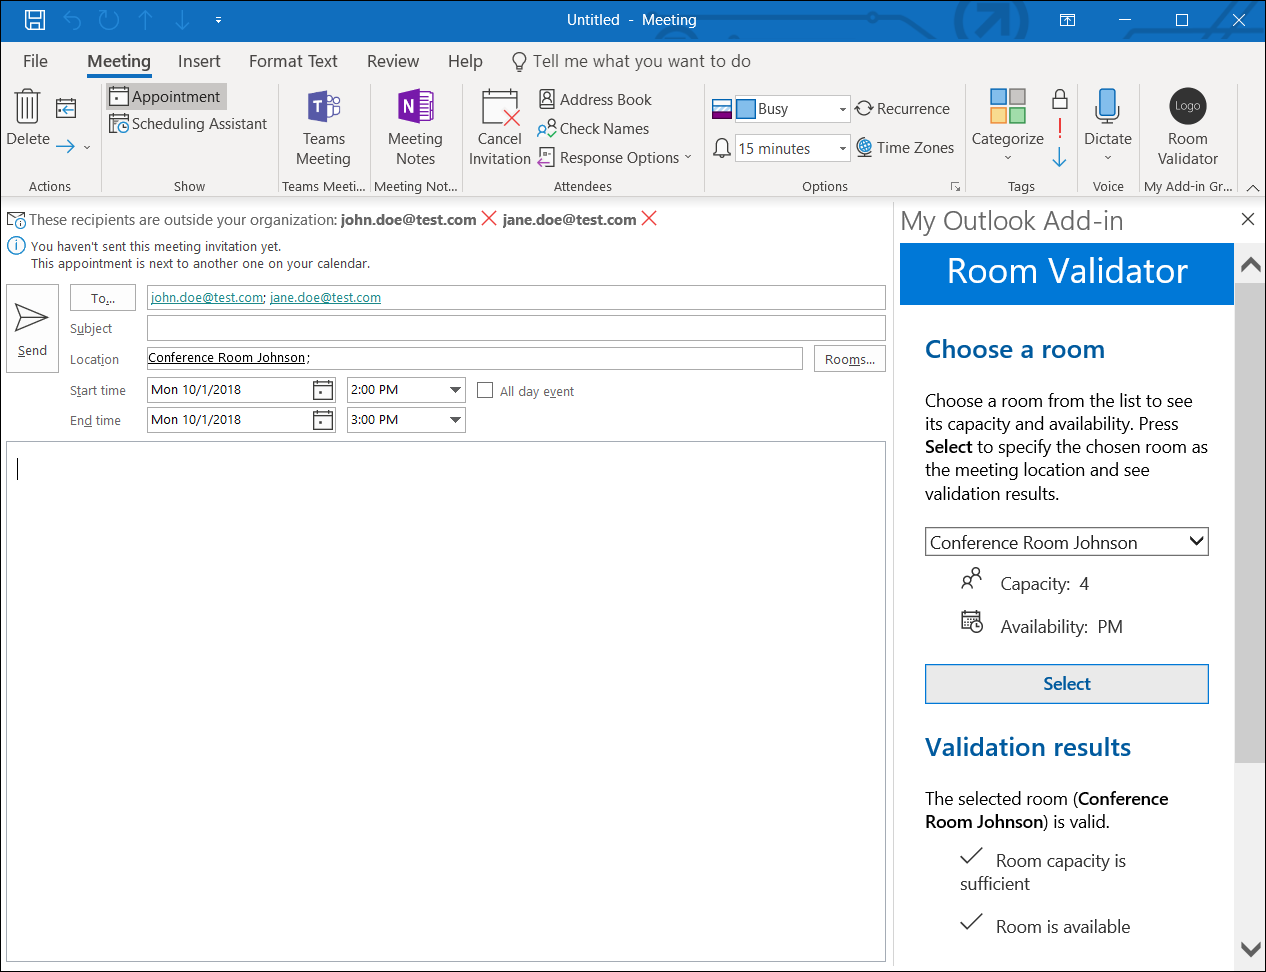 Untitled - Meeting
File Meeting Insert Format Text Review Help Tell me what you want to do
Delete
Actions
Appointment
Scheduling Assistant
Show
Teams
Meeting
Teams Meeti...
Meeting
Notes
Meeting Not...
Cancel
Invitation
Address Book
Check Names
Response Options
Attendees
Busy
Recurrence
15 minutes
Time Zones
Options
Categorize
Tags
Dictate
Voice
Logo
Room
Validator
My Add-in Gr...
These recipients are outside your organization: john.doe@test.com jane.doe@test.com
You haven't sent this meeting invitation yet.
This appointment is next to another one on your calendar.
Send
To...
john.doe@test.com; jane.doe@test.com
Subject
Location
Conference Room Johnson;
Rooms...
Start time
Mon 10/1/2018
2:00 PM
All day event
End time
Mon 10/1/2018
3:00 PM
My Outlook Add-in
Room Validator
Choose a room
Choose a room from the list to see
its capacity and availability. Press
Select to specify the chosen room as
the meeting location and see
validation results.
Conference Room Johnson
Capacity: 4
Availability: PM
Select
Validation results
The selected room (Conference
Room Johnson) is valid.
Room capacity is
sufficient
Room is available